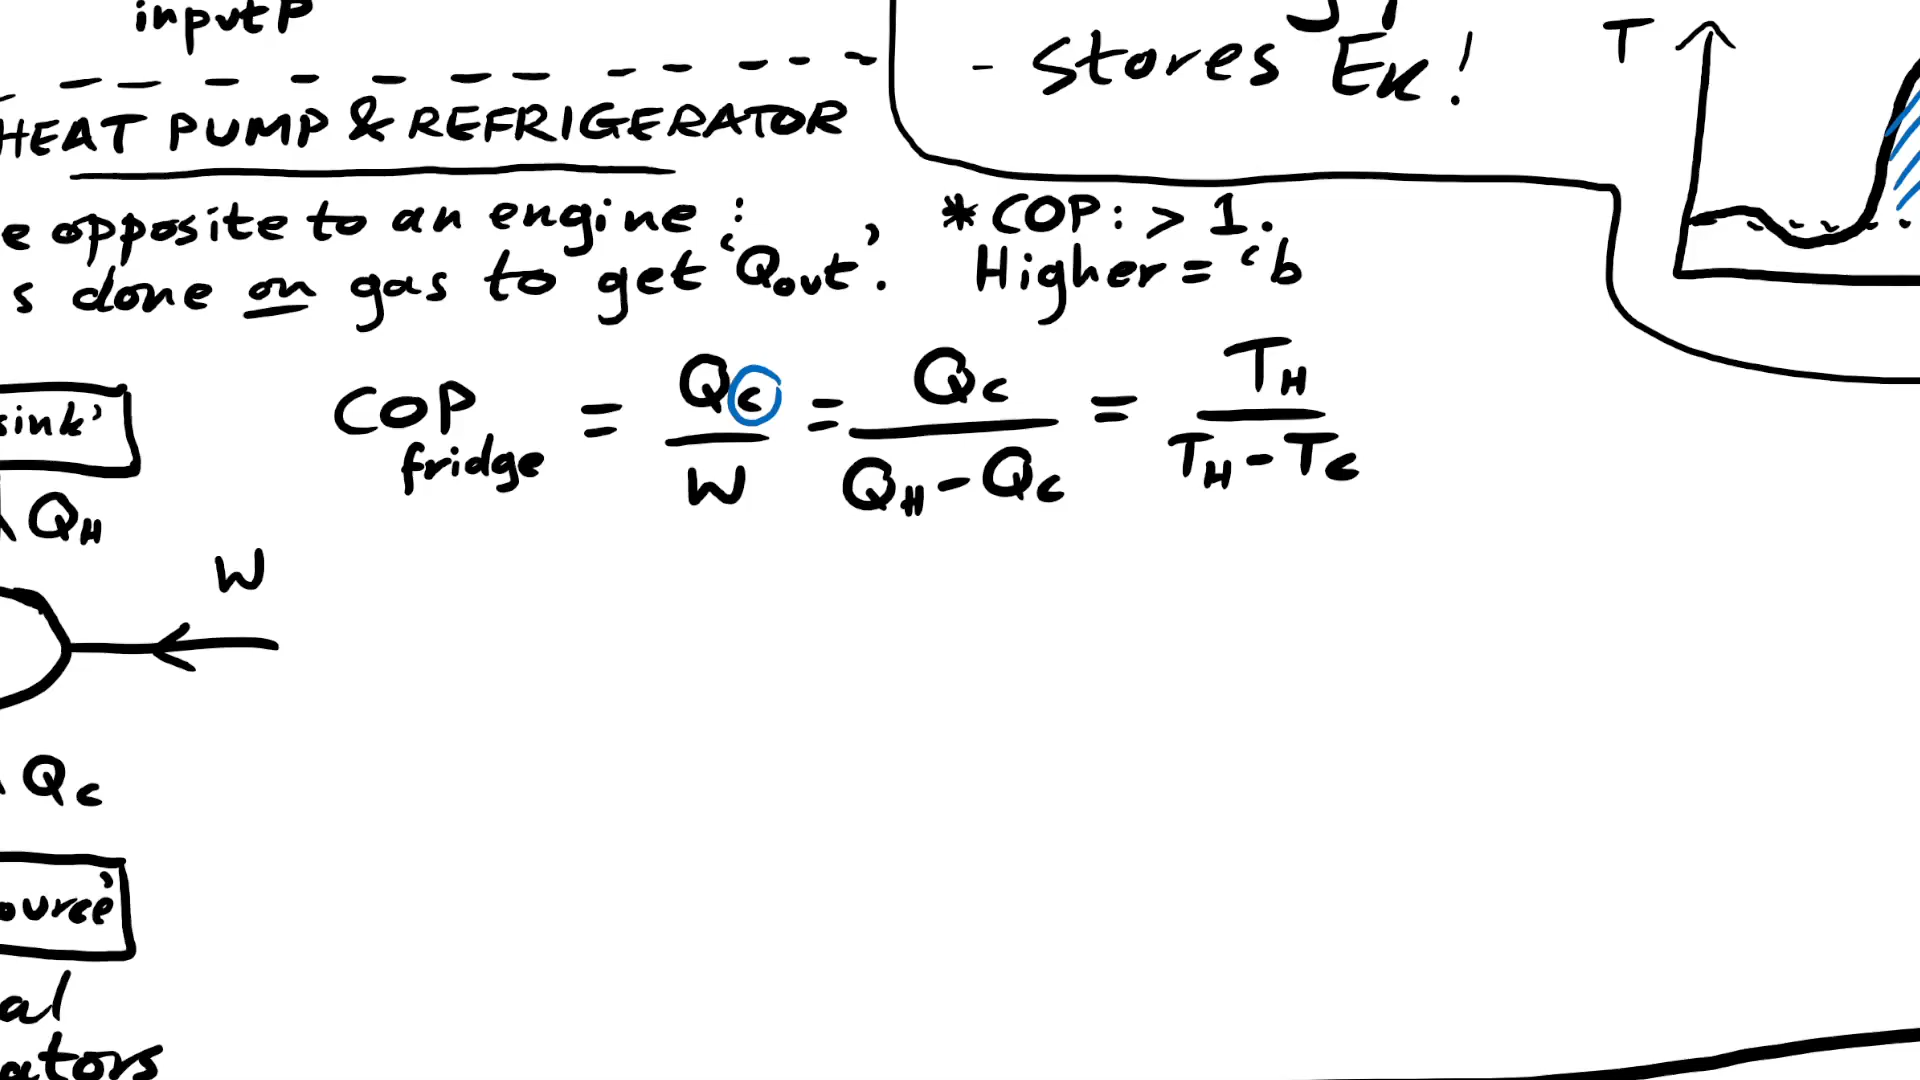 input P
- stores Ek!
T
HEAT PUMP & REFRIGERATOR
e opposite to an engine :
s done on gas to get 'Qout'.
* COP: > 1.
Higher = 'b
COP fridge = QC / W = QC / QH - QC = TH / TH - TC
sink'
QH
W
QC
ource'
al
ators